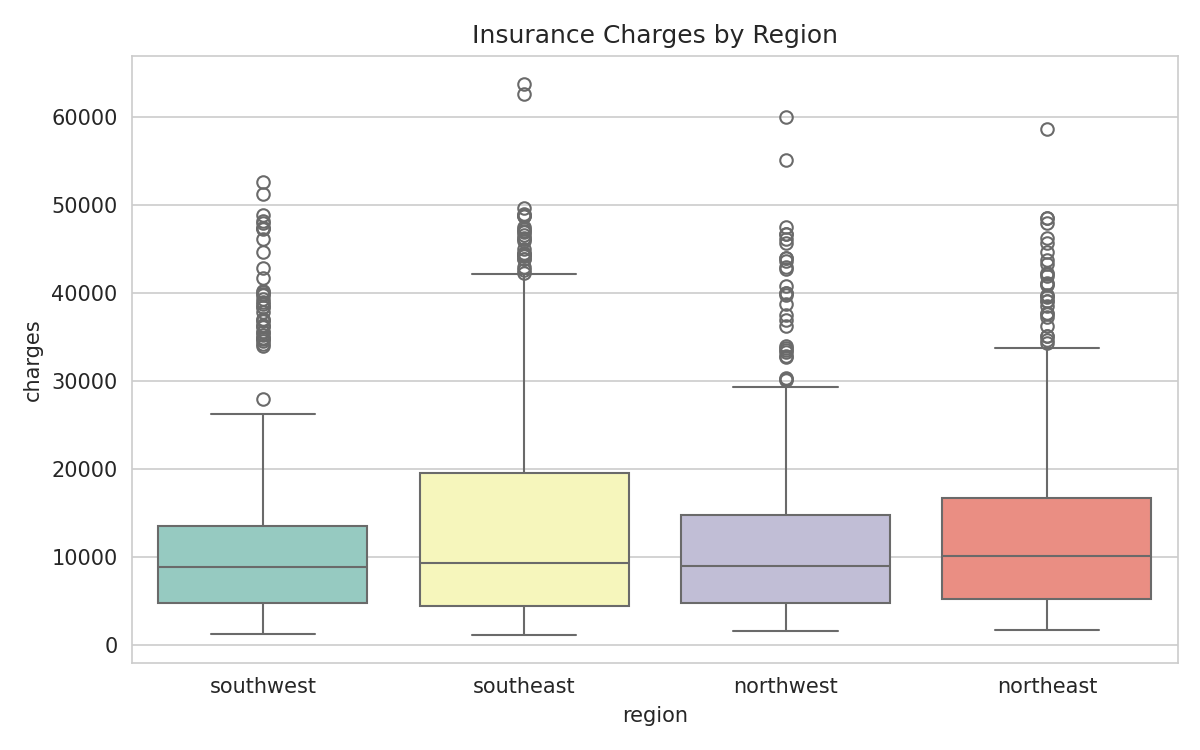 Insurance Charges by Region
charges
60000
50000
40000
30000
20000
10000
0
southwest southeast northwest northeast
region